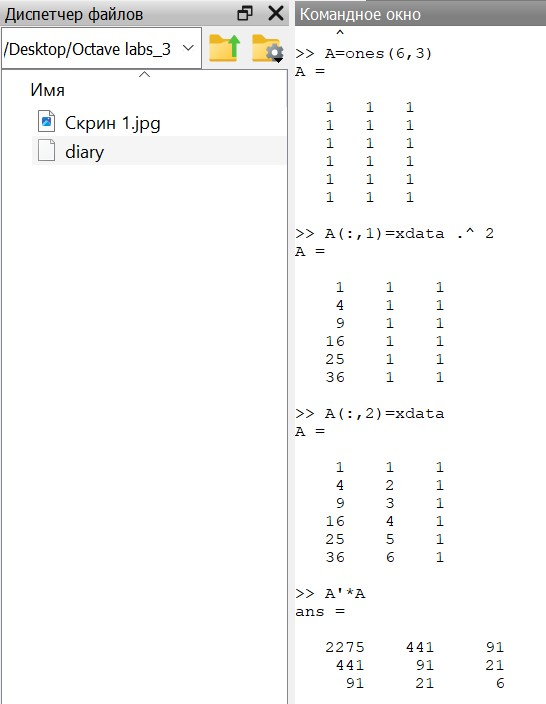 Диспетчер файлов
/Desktop/Octave labs_3
Имя
Скрин 1.jpg
diary
Командное окно
^
>> A=ones(6,3)
A =
1 1 1
1 1 1
1 1 1
1 1 1
1 1 1
1 1 1
>> A(:,1)=xdata .^ 2
A =
1 1 1
4 1 1
9 1 1
16 1 1
25 1 1
36 1 1
>> A(:,2)=xdata
A =
1 1 1
4 2 1
9 3 1
16 4 1
25 5 1
36 6 1
>> A'*A
ans =
2275 441 91
441 91 21
91 21 6